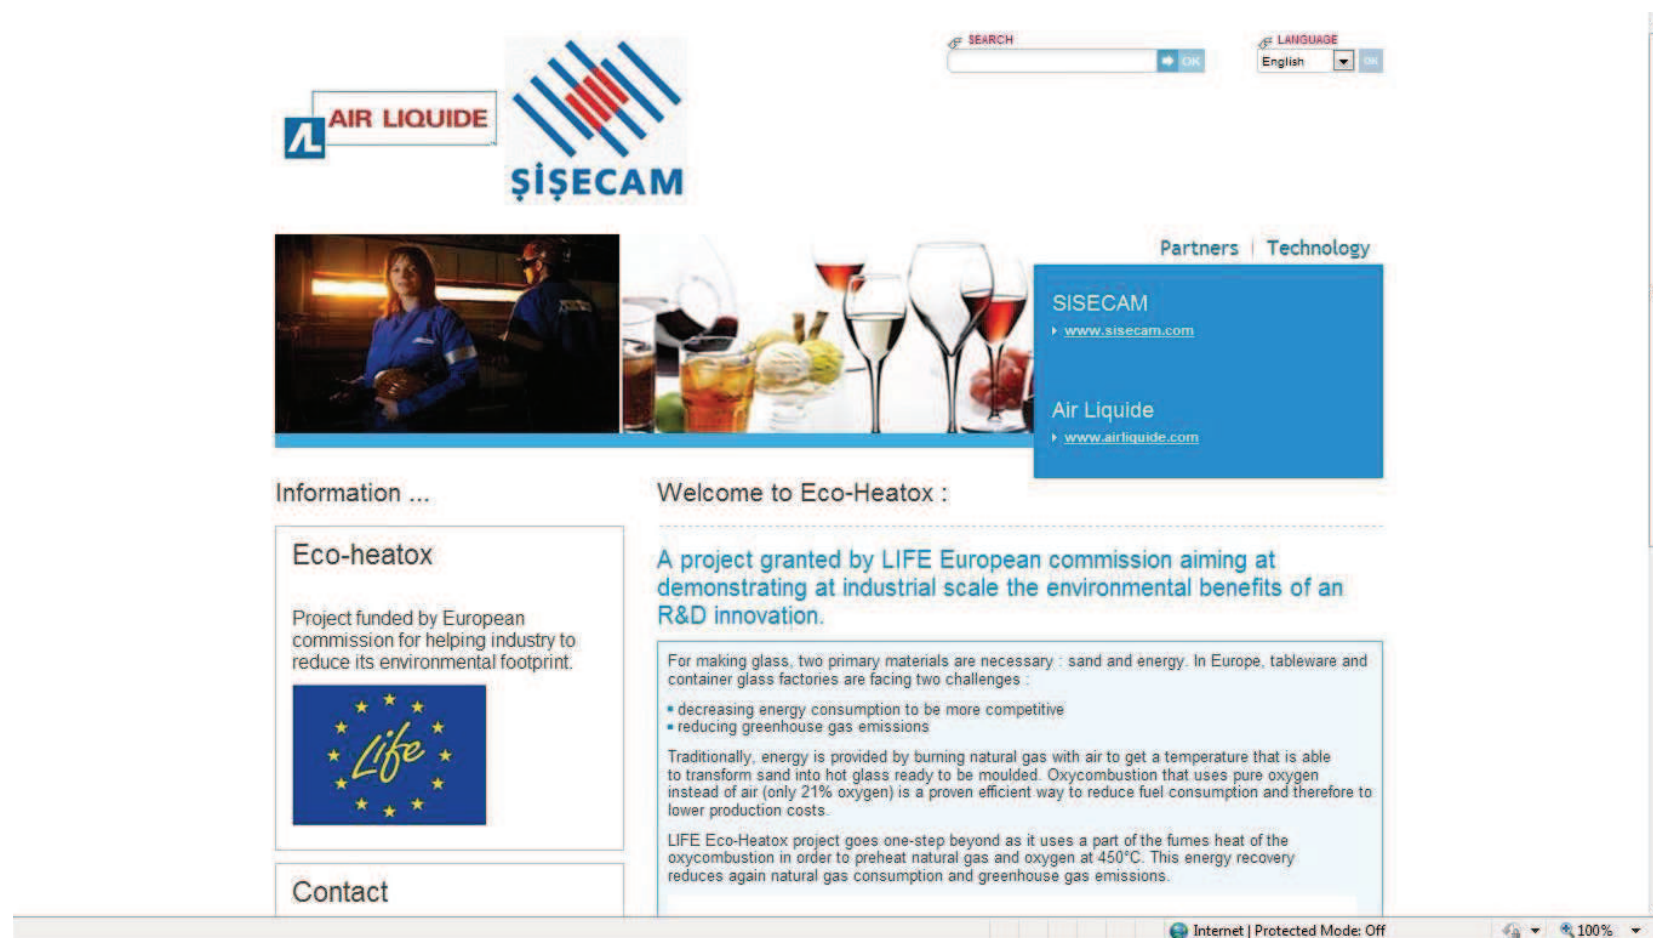 SEARCH
OK
LANGUAGE
English
OK
AIR LIQUIDE
AL
ŞİŞECAM
Partners | Technology
SISECAM
www.sisecam.com
Air Liquide
www.airliquide.com
Information ...
Eco-heatox
Project funded by European
commission for helping industry to
reduce its environmental footprint.
Life
Contact
Welcome to Eco-Heatox :
A project granted by LIFE European commission aiming at
demonstrating at industrial scale the environmental benefits of an
R&D innovation.
For making glass, two primary materials are necessary : sand and energy. In Europe, tableware and
container glass factories are facing two challenges :
• decreasing energy consumption to be more competitive
• reducing greenhouse gas emissions
Traditionally, energy is provided by burning natural gas with air to get a temperature that is able
to transform sand into hot glass ready to be moulded. Oxycombustion that uses pure oxygen
instead of air (only 21% oxygen) is a proven efficient way to reduce fuel consumption and therefore to
lower production costs.
LIFE Eco-Heatox project goes one-step beyond as it uses a part of the fumes heat of the
oxycombustion in order to preheat natural gas and oxygen at 450°C. This energy recovery
reduces again natural gas consumption and greenhouse gas emissions.
Internet | Protected Mode: Off
100%